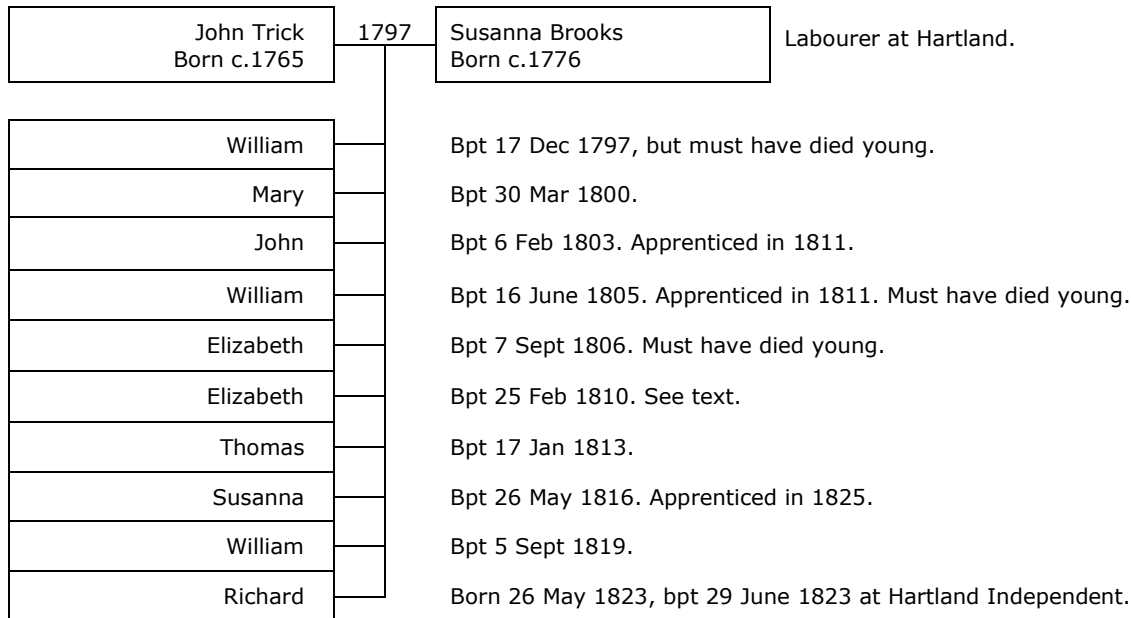 John Trick 1797 Susanna Brooks Labourer at Hartland.
Born c.1765 Born c.1776
William Bpt 17 Dec 1797, but must have died young.
Mary Bpt 30 Mar 1800.
John Bpt 6 Feb 1803. Apprenticed in 1811.
William Bpt 16 June 1805. Apprenticed in 1811. Must have died young.
Elizabeth Bpt 7 Sept 1806. Must have died young.
Elizabeth Bpt 25 Feb 1810. See text.
Thomas Bpt 17 Jan 1813.
Susanna Bpt 26 May 1816. Apprenticed in 1825.
William Bpt 5 Sept 1819.
Richard Born 26 May 1823, bpt 29 June 1823 at Hartland Independent.